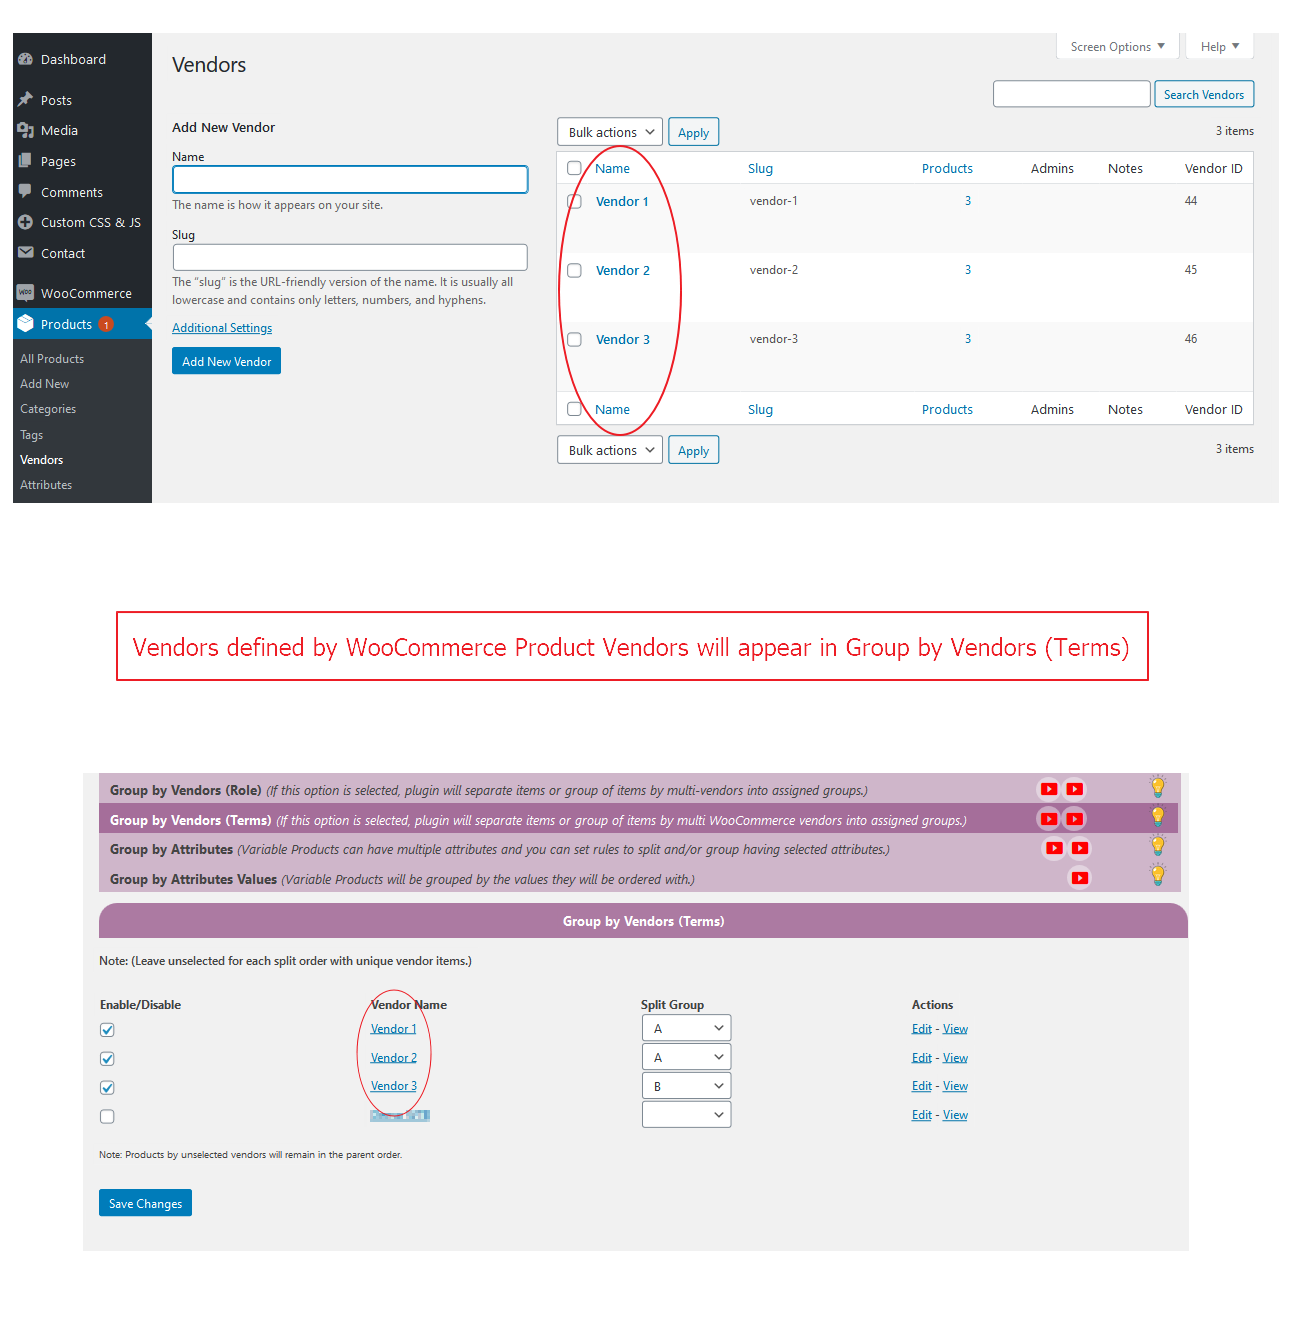 Screen Options ▼
Help ▼
Dashboard
Posts
Media
Pages
Comments
Custom CSS & JS
Contact
WooCommerce
Products 1
All Products
Add New
Categories
Tags
Vendors
Attributes
Vendors
Search Vendors
Add New Vendor
Name
The name is how it appears on your site.
Slug
The “slug” is the URL-friendly version of the name. It is usually all
lowercase and contains only letters, numbers, and hyphens.
Additional Settings
Add New Vendor
Bulk actions Apply 3 items
Name Slug Products Admins Notes Vendor ID
Vendor 1 vendor-1 3 44
Vendor 2 vendor-2 3 45
Vendor 3 vendor-3 3 46
Name Slug Products Admins Notes Vendor ID
Bulk actions Apply 3 items
Vendors defined by WooCommerce Product Vendors will appear in Group by Vendors (Terms)
Group by Vendors (Role) (If this option is selected, plugin will separate items or group of items by multi-vendors into assigned groups.)
Group by Vendors (Terms) (If this option is selected, plugin will separate items or group of items by multi WooCommerce vendors into assigned groups.)
Group by Attributes (Variable Products can have multiple attributes and you can set rules to split and/or group having selected attributes.)
Group by Attributes Values (Variable Products will be grouped by the values they will be ordered with.)
Group by Vendors (Terms)
Note: (Leave unselected for each split order with unique vendor items.)
Enable/Disable Vendor Name Split Group Actions
Vendor 1 A Edit - View
Vendor 2 A Edit - View
Vendor 3 B Edit - View
Edit - View
Note: Products by unselected vendors will remain in the parent order.
Save Changes